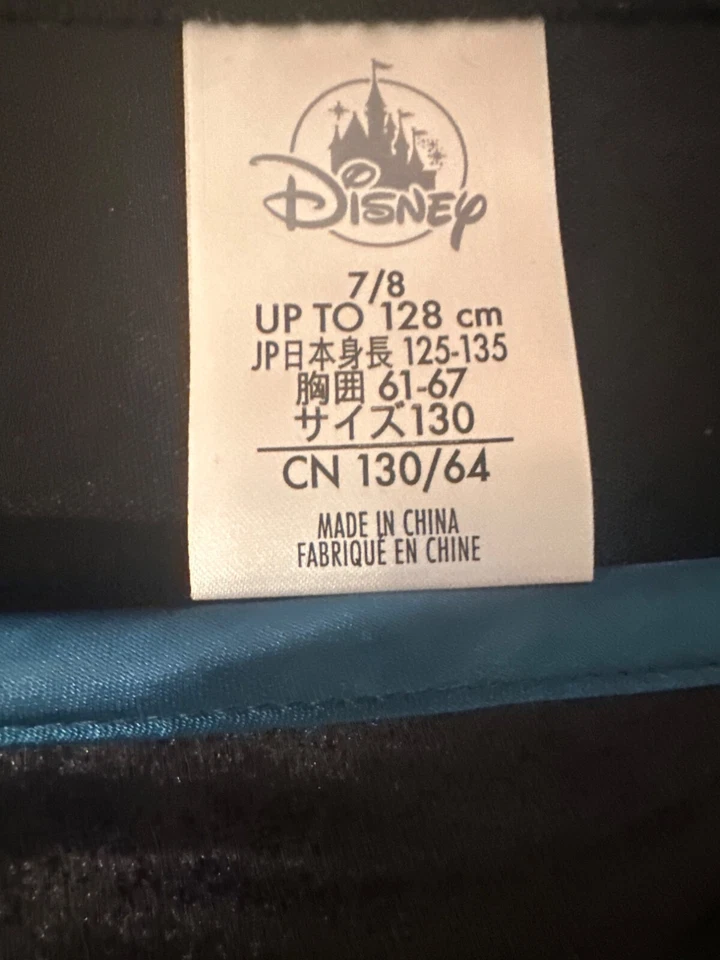 Disney
7/8
UP TO 128 cm
JP日本身長 125-135
胸囲 61-67
サイズ130
CN 130/64
MADE IN CHINA
FABRIQUÉ EN CHINE